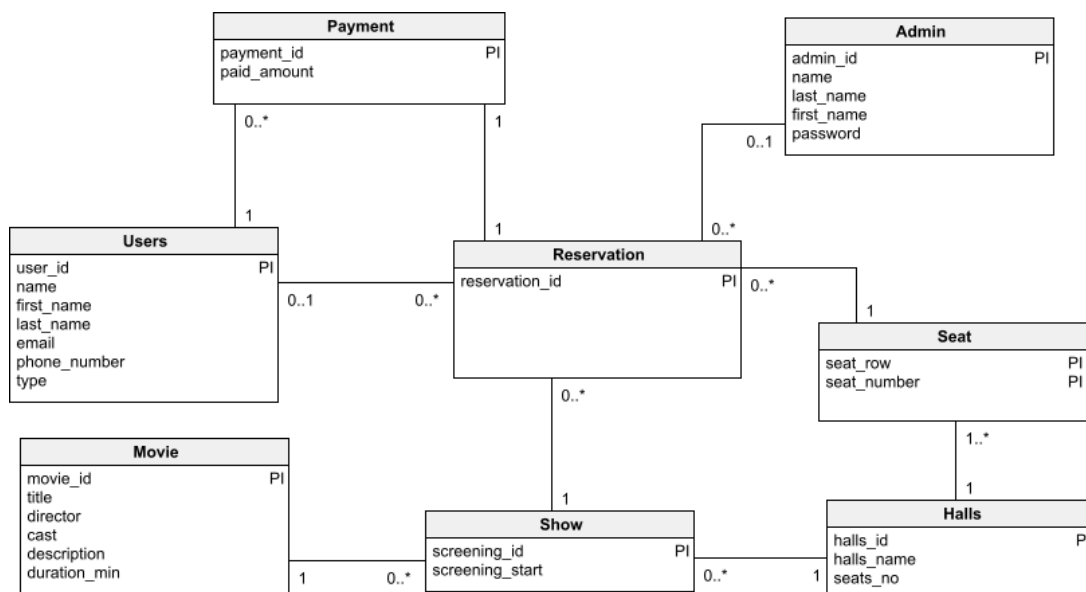 Payment
payment_id PI
paid_amount
Admin
admin_id PI
name
last_name
first_name
password
0..*
1
0..1
1
1
0..*
Users
user_id PI
name
first_name
last_name
email
phone_number
type
Reservation
reservation_id PI
0..1
0..*
0..*
1
Seat
seat_row PI
seat_number PI
0..*
1..*
Movie
movie_id PI
title
director
cast
description
duration_min
1
1
Show
screening_id PI
screening_start
Halls
halls_id P
halls_name
seats_no
1
0..*
0..*
1